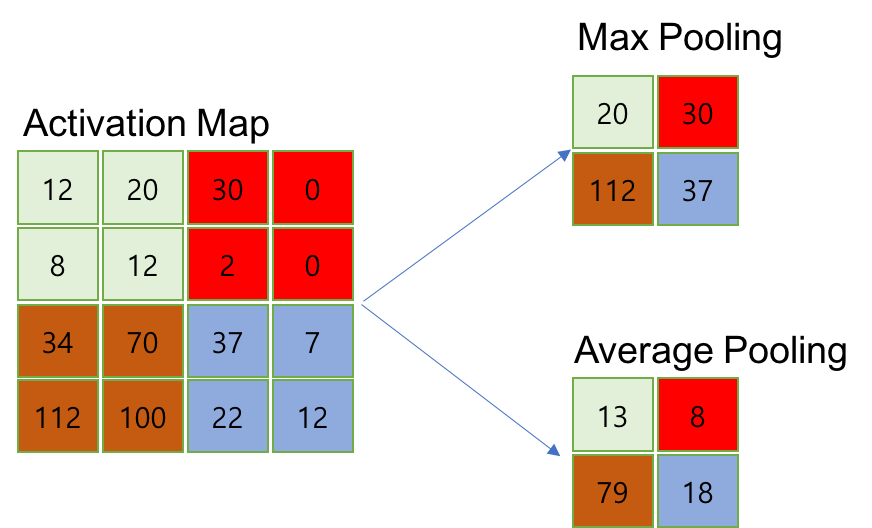 Max Pooling
20 30
112 37
Activation Map
12 20 30 0
8 12 2 0
34 70 37 7
112 100 22 12
Average Pooling
13 8
79 18